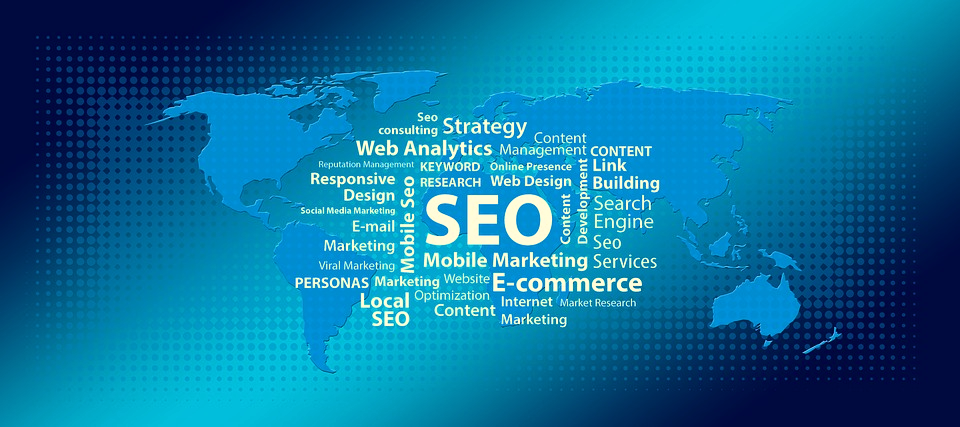 Seo
consulting
Strategy
Content
Management
Web Analytics
CONTENT
Reputation Management
KEYWORD
RESEARCH
Online Presence
Link
Building
Responsive
Design
Web Design
Social Media Marketing
Mobile Seo
SEO
Content
Development
Search
Engine
E-mail
Marketing
Seo
Services
Viral Marketing
Mobile Marketing
PERSONAS
Marketing
Website
Optimization
E-commerce
Local
SEO
Content
Internet
Marketing
Market Research